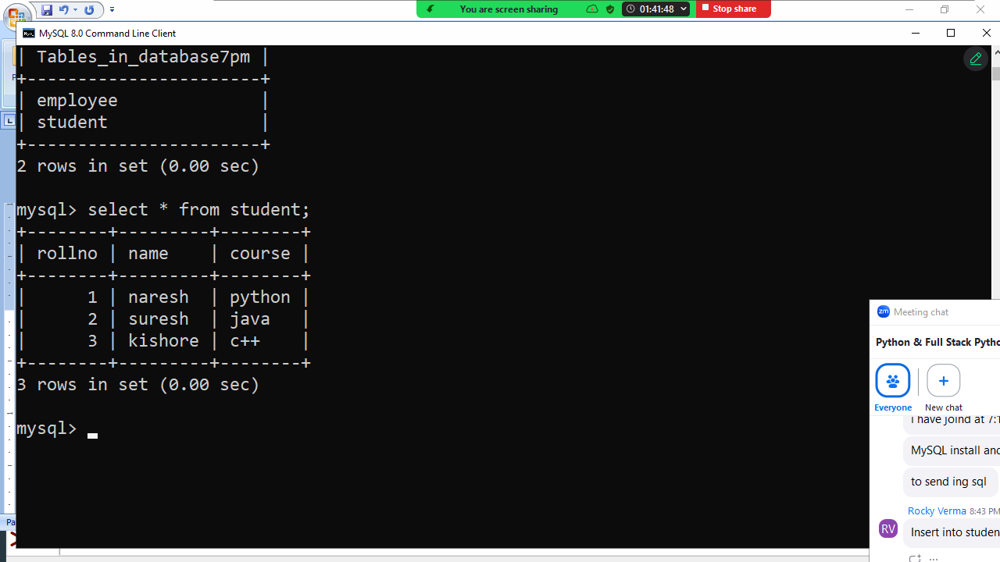 You are screen sharing
01:41:48
Stop share
MySQL 8.0 Command Line Client
| Tables_in_database7pm |
+-----------------------+
| employee              |
| student               |
+-----------------------+
2 rows in set (0.00 sec)
mysql> select * from student;
+--------+---------+--------+
| rollno | name    | course |
+--------+---------+--------+
|      1 | naresh  | python |
|      2 | suresh  | java   |
|      3 | kishore | c++    |
+--------+---------+--------+
3 rows in set (0.00 sec)
mysql>
zm Meeting chat
Python & Full Stack Pytho
Everyone
New chat
I have joind at 7:1
MySQL install and
to send ing sql
Rocky Verma 8:43 PM
RV
Insert into studen
Pa